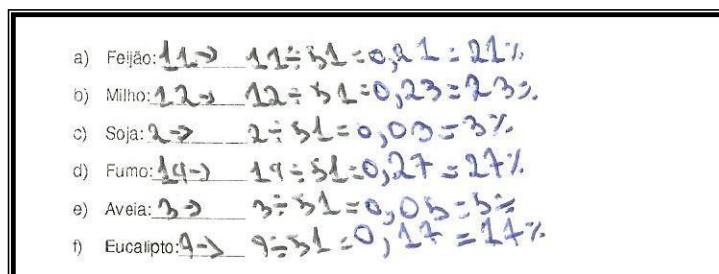 a) Feijão: 11→ 11÷51=0,21=21%
b) Milho: 12→ 12÷51=0,23=23%
c) Soja: 2→ 2÷51=0,03=3%
d) Fumo: 14→ 14÷51=0,27=27%
e) Aveia: 3→ 3÷51=0,05=5%
f) Eucalipto: 9→ 9÷51=0,17=17%